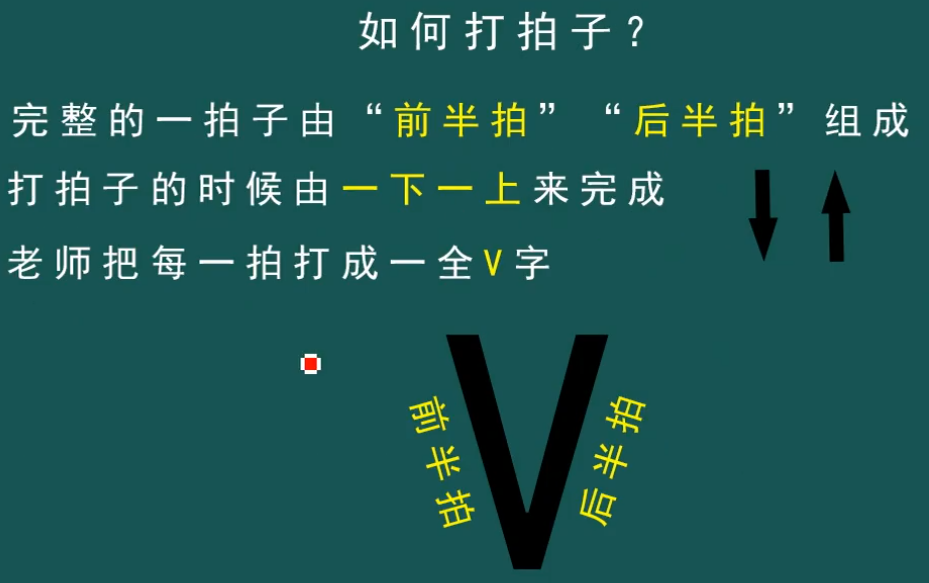 如何打拍子？
完整的一拍子由“前半拍”“后半拍”组成
打拍子的时候由一下一上来完成
老师把每一拍打成一全V字
V
前半拍
后半拍